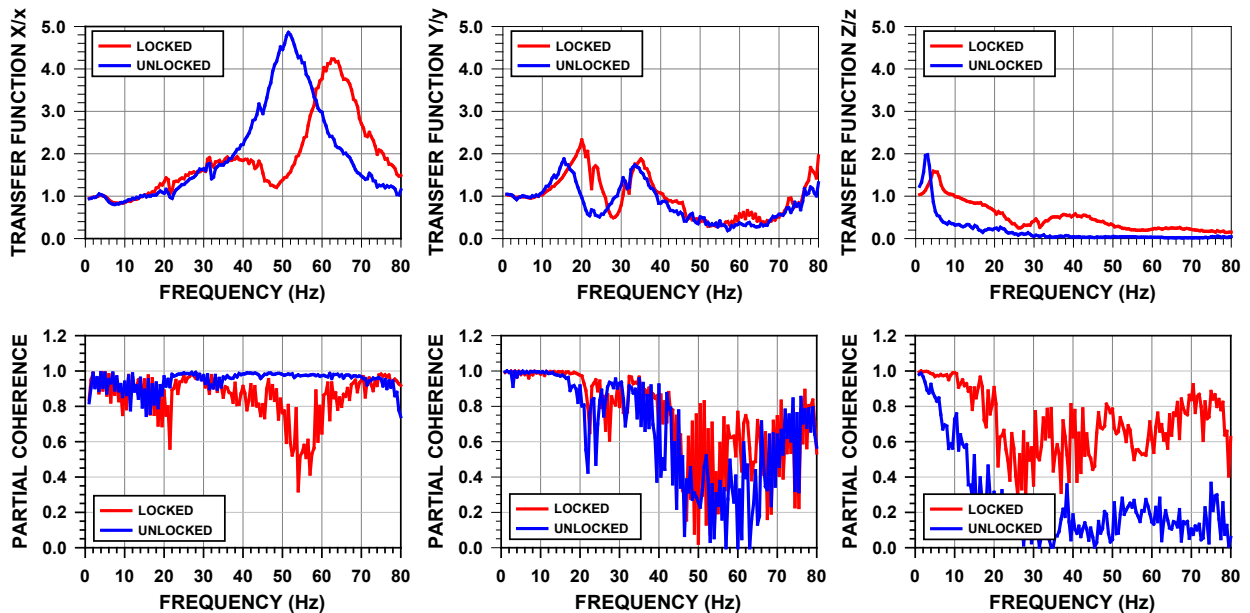 TRANSFER FUNCTION X/x
5.0
4.0
3.0
2.0
1.0
0.0
LOCKED
UNLOCKED
0 10 20 30 40 50 60 70 80
FREQUENCY (Hz)
TRANSFER FUNCTION Y/y
5.0
4.0
3.0
2.0
1.0
0.0
LOCKED
UNLOCKED
0 10 20 30 40 50 60 70 80
FREQUENCY (Hz)
TRANSFER FUNCTION Z/z
5.0
4.0
3.0
2.0
1.0
0.0
LOCKED
UNLOCKED
0 10 20 30 40 50 60 70 80
FREQUENCY (Hz)
PARTIAL COHERENCE
1.2
1.0
0.8
0.6
0.4
0.2
0.0
LOCKED
UNLOCKED
0 10 20 30 40 50 60 70 80
FREQUENCY (Hz)
PARTIAL COHERENCE
1.2
1.0
0.8
0.6
0.4
0.2
0.0
LOCKED
UNLOCKED
0 10 20 30 40 50 60 70 80
FREQUENCY (Hz)
PARTIAL COHERENCE
1.2
1.0
0.8
0.6
0.4
0.2
0.0
LOCKED
UNLOCKED
0 10 20 30 40 50 60 70 80
FREQUENCY (Hz)